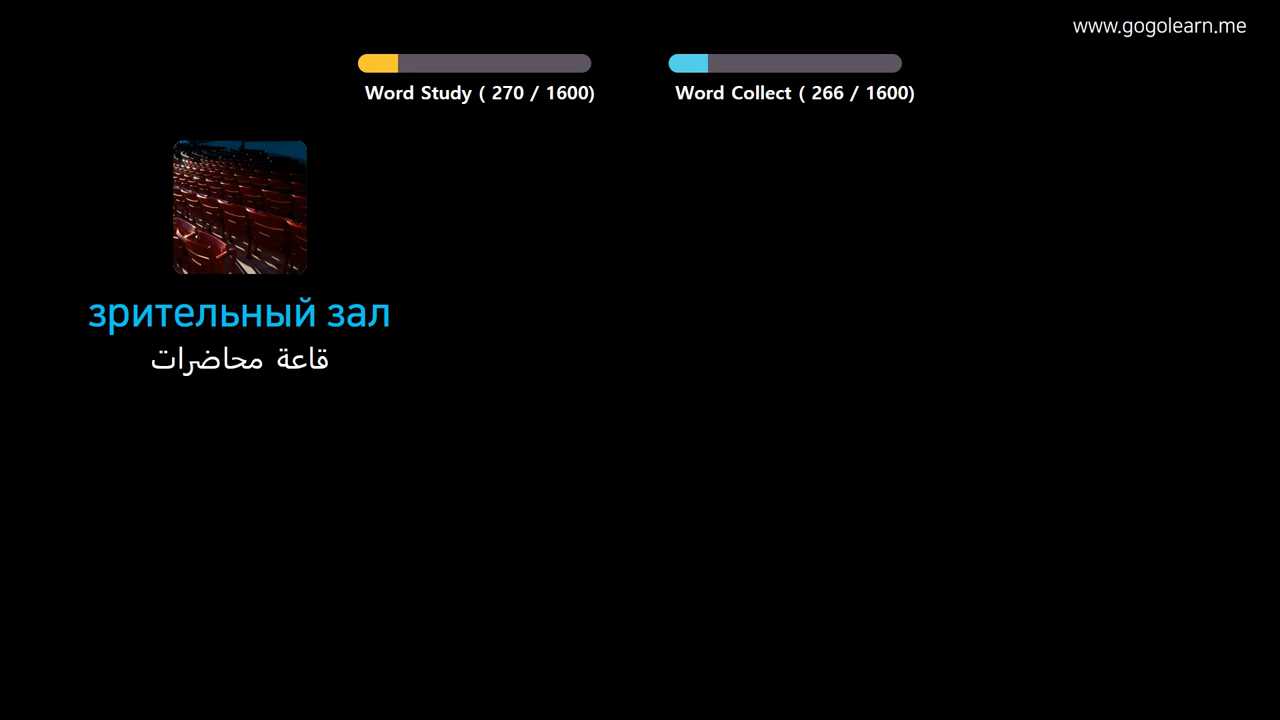 www.gogolearn.me
Word Study ( 270 / 1600)
Word Collect ( 266 / 1600)
зрительный зал
قاعة محاضرات